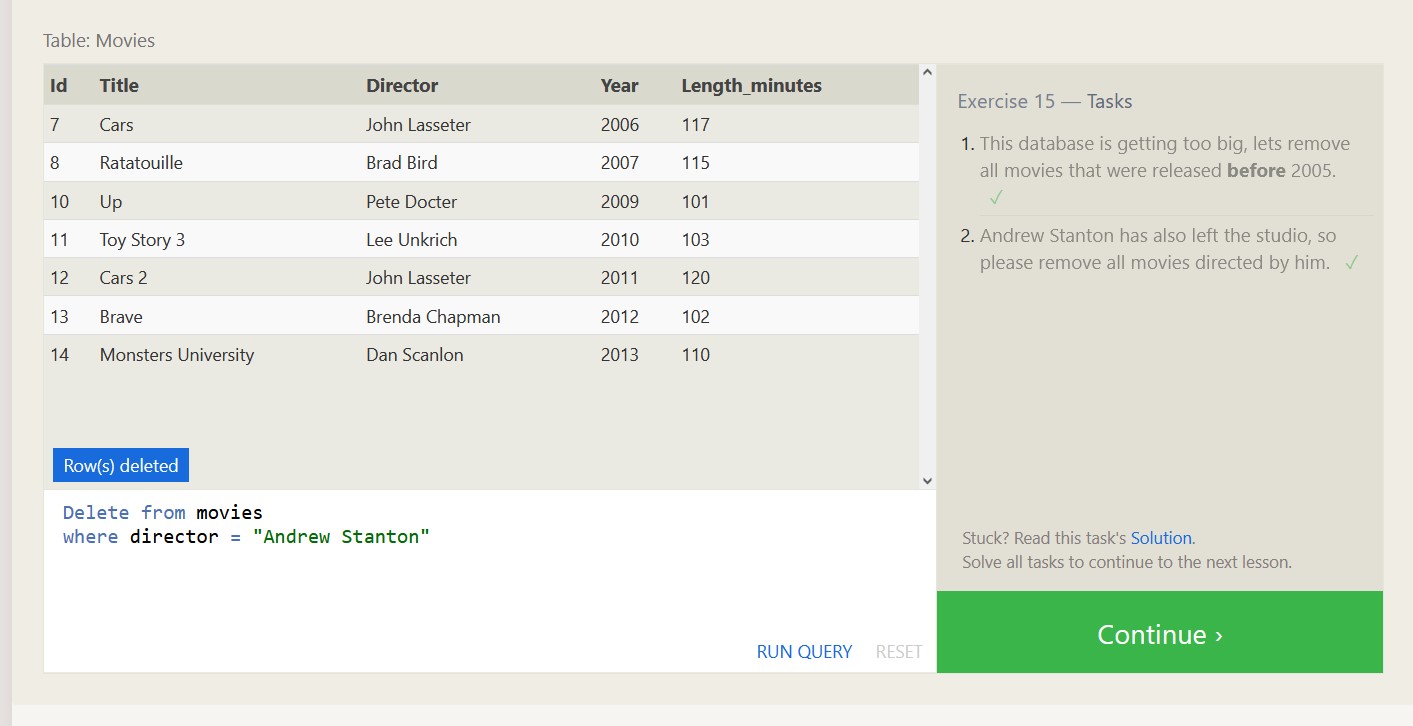 Table: Movies
Id Title Director Year Length_minutes
7 Cars John Lasseter 2006 117
8 Ratatouille Brad Bird 2007 115
10 Up Pete Docter 2009 101
11 Toy Story 3 Lee Unkrich 2010 103
12 Cars 2 John Lasseter 2011 120
13 Brave Brenda Chapman 2012 102
14 Monsters University Dan Scanlon 2013 110
Row(s) deleted
Delete from movies
where director = "Andrew Stanton"
RUN QUERY RESET
Exercise 15 — Tasks
1. This database is getting too big, lets remove
all movies that were released before 2005.
✓
2. Andrew Stanton has also left the studio, so
please remove all movies directed by him. ✓
Stuck? Read this task's Solution.
Solve all tasks to continue to the next lesson.
Continue ›